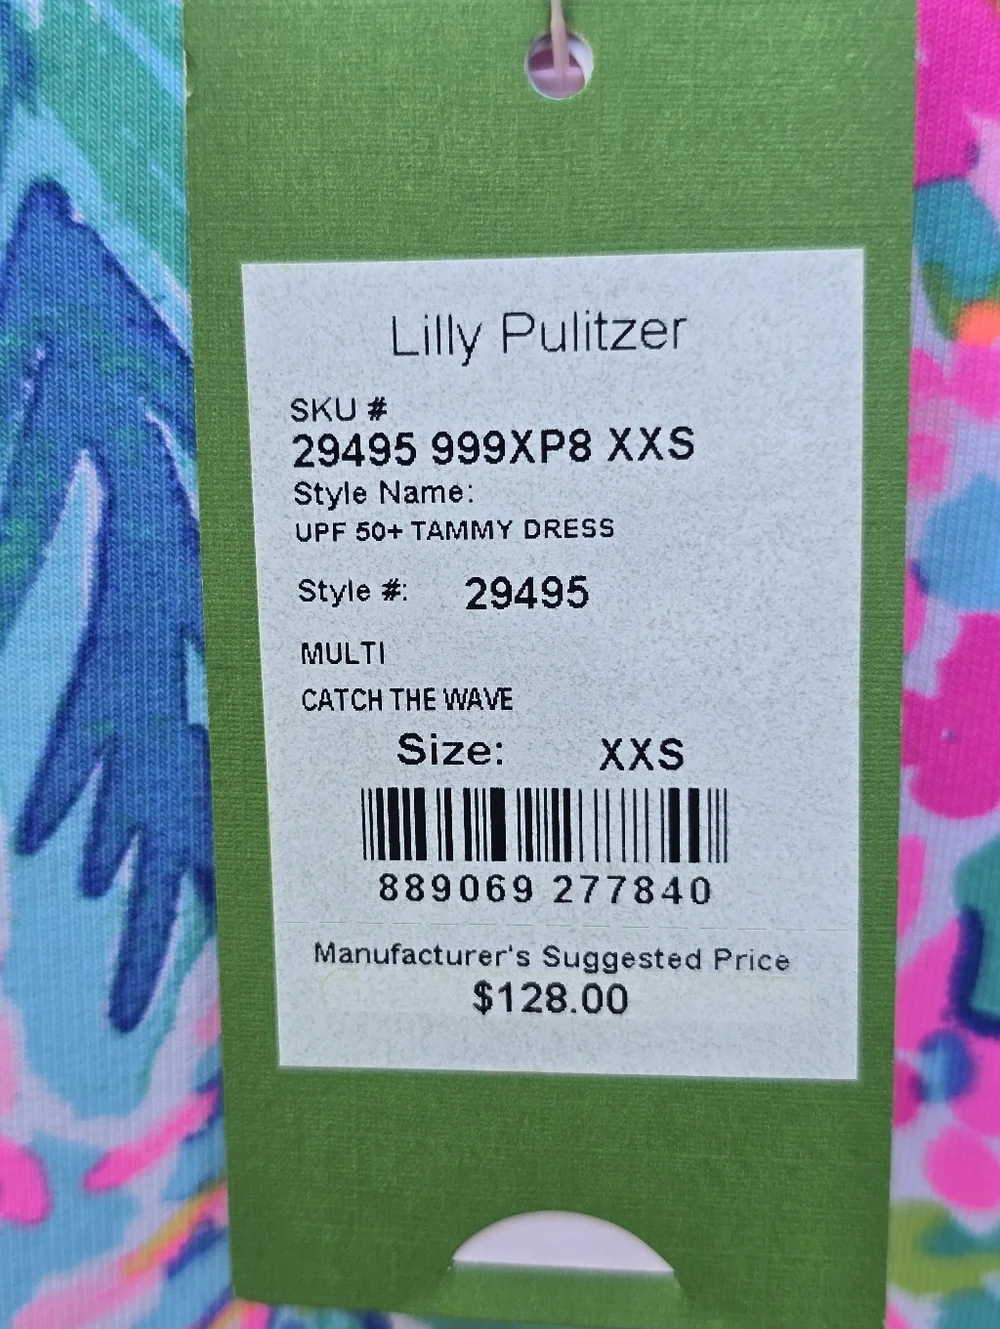 Lilly Pulitzer
SKU #
29495 999XP8 XXS
Style Name:
UPF 50+ TAMMY DRESS
Style #: 29495
MULTI
CATCH THE WAVE
Size: XXS
889069 277840
Manufacturer's Suggested Price
$128.00